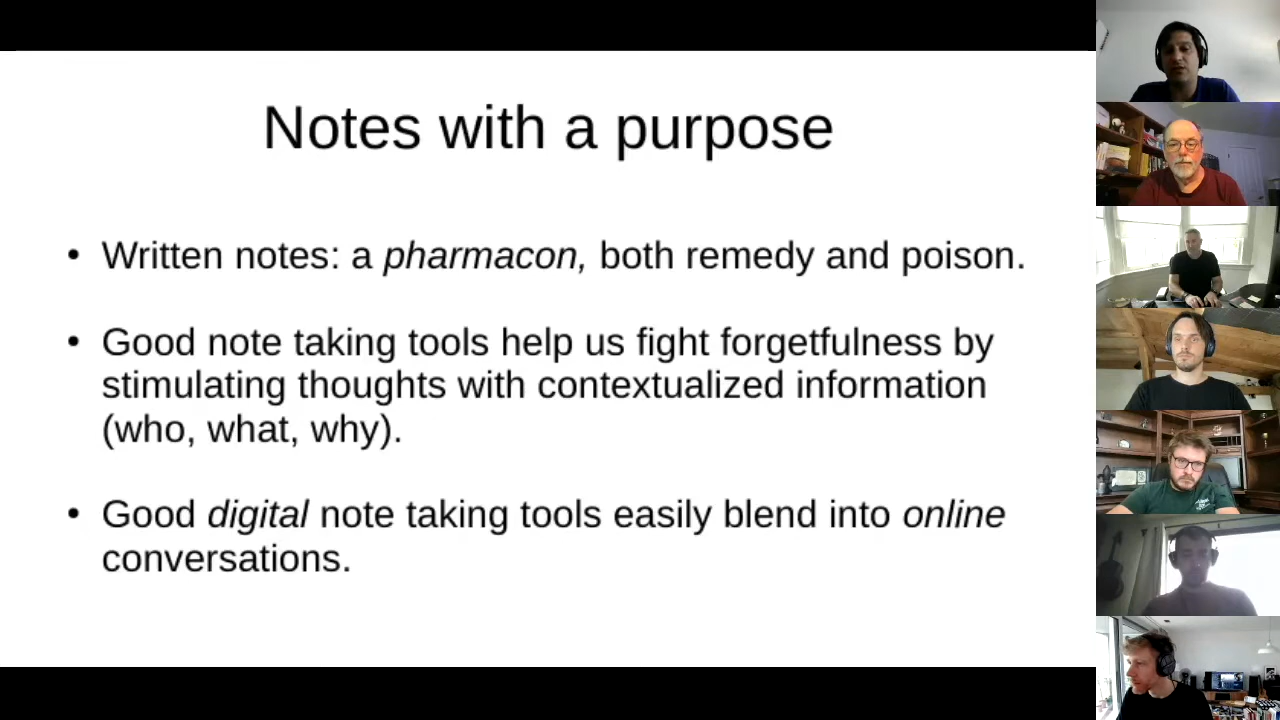 Notes with a purpose
• Written notes: a pharmacon, both remedy and poison.
• Good note taking tools help us fight forgetfulness by
stimulating thoughts with contextualized information
(who, what, why).
• Good digital note taking tools easily blend into online
conversations.